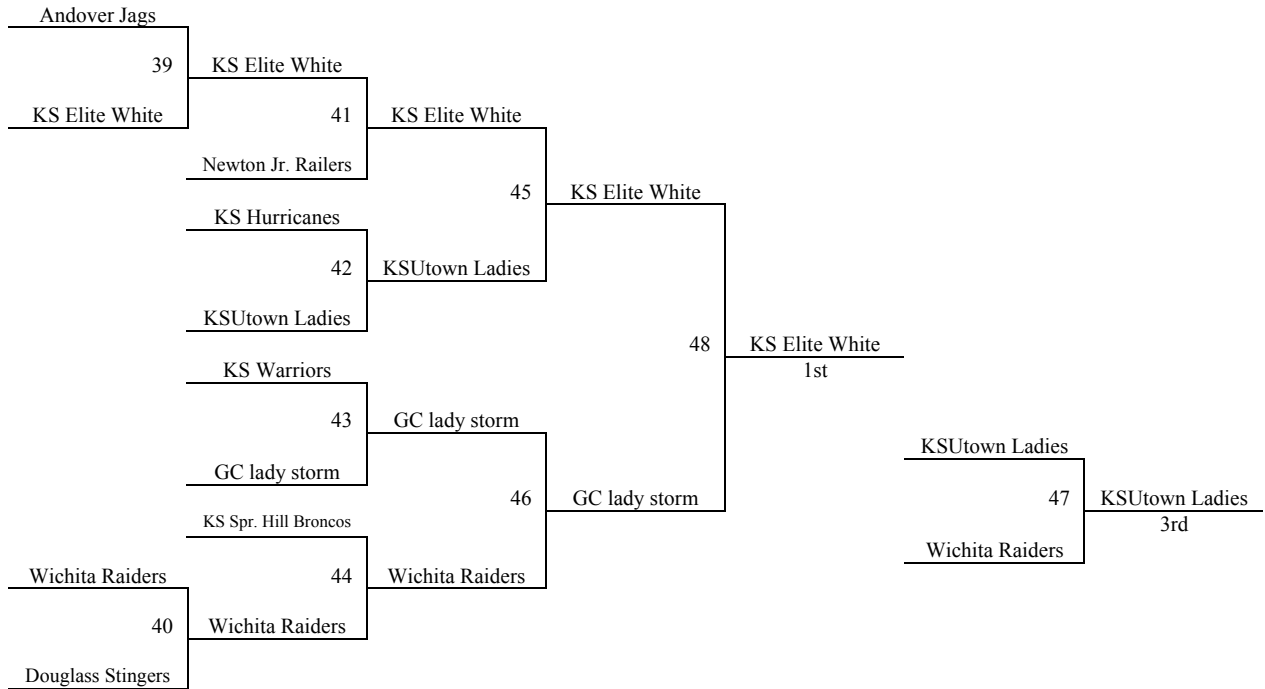 Andover Jags
39
KS Elite White
KS Elite White
41
KS Elite White
KS Elite White
Newton Jr. Railers
45
KS Elite White
KS Hurricanes
42
KSUtown Ladies
KSUtown Ladies
48
KS Elite White
1st
KS Warriors
43
GC lady storm
GC lady storm
46
GC lady storm
KS Spr. Hill Broncos
44
Wichita Raiders
Wichita Raiders
40
Wichita Raiders
Douglass Stingers
KSUtown Ladies
47
KSUtown Ladies
3rd
Wichita Raiders